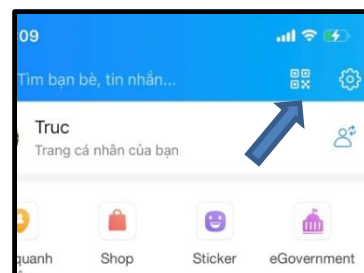 09
Tìm bạn bè, tin nhắn...
Truc
Trang cá nhân của bạn
quanh
Shop
Sticker
eGovernment